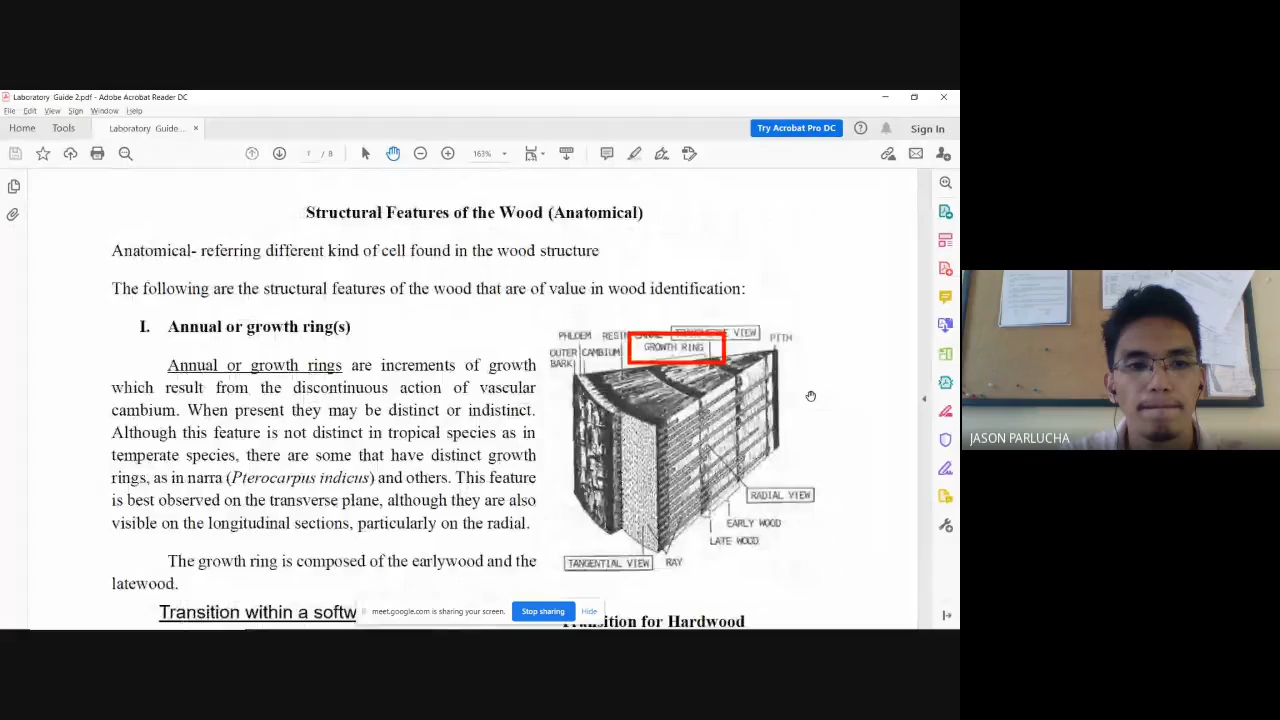 Laboratory Guide 2.pdf - Adobe Acrobat Reader DC
File Edit View Sign Window Help
Home Tools Laboratory Guide... × Try Acrobat Pro DC Sign In
1 / 8 163%
Structural Features of the Wood (Anatomical)
Anatomical- referring different kind of cell found in the wood structure
The following are the structural features of the wood that are of value in wood identification:
I. Annual or growth ring(s)
Annual or growth rings are increments of growth
which result from the discontinuous action of vascular
cambium. When present they may be distinct or indistinct.
Although this feature is not distinct in tropical species as in
temperate species, there are some that have distinct growth
rings, as in narra (Pterocarpus indicus) and others. This feature
is best observed on the transverse plane, although they are also
visible on the longitudinal sections, particularly on the radial.
The growth ring is composed of the earlywood and the
latewood.
PHLOEM RESIN VIEW PITH
GROWTH RING
OUTER CAMBIUM
BARK
RADIAL VIEW
EARLY WOOD
LATE WOOD
TANGENTIAL VIEW RAY
Transition within a softw
for Hardwood
meet.google.com is sharing your screen. Stop sharing Hide
JASON PARLUCHA